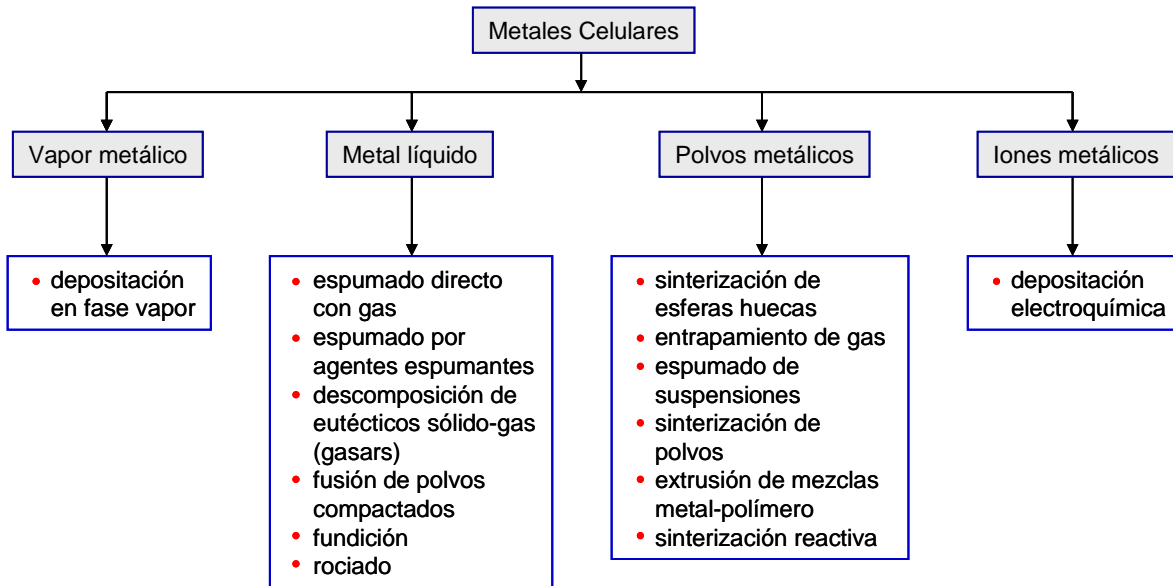 Metales Celulares
Vapor metálico
Metal líquido
Polvos metálicos
Iones metálicos
• depositación
en fase vapor
• espumado directo
con gas
• espumado por
agentes espumantes
• descomposición de
eutécticos sólido-gas
(gasars)
• fusión de polvos
compactados
• fundición
• rociado
• sinterización de
esferas huecas
• entrapamiento de gas
• espumado de
suspensiones
• sinterización de
polvos
• extrusión de mezclas
metal-polímero
• sinterización reactiva
• depositación
electroquímica